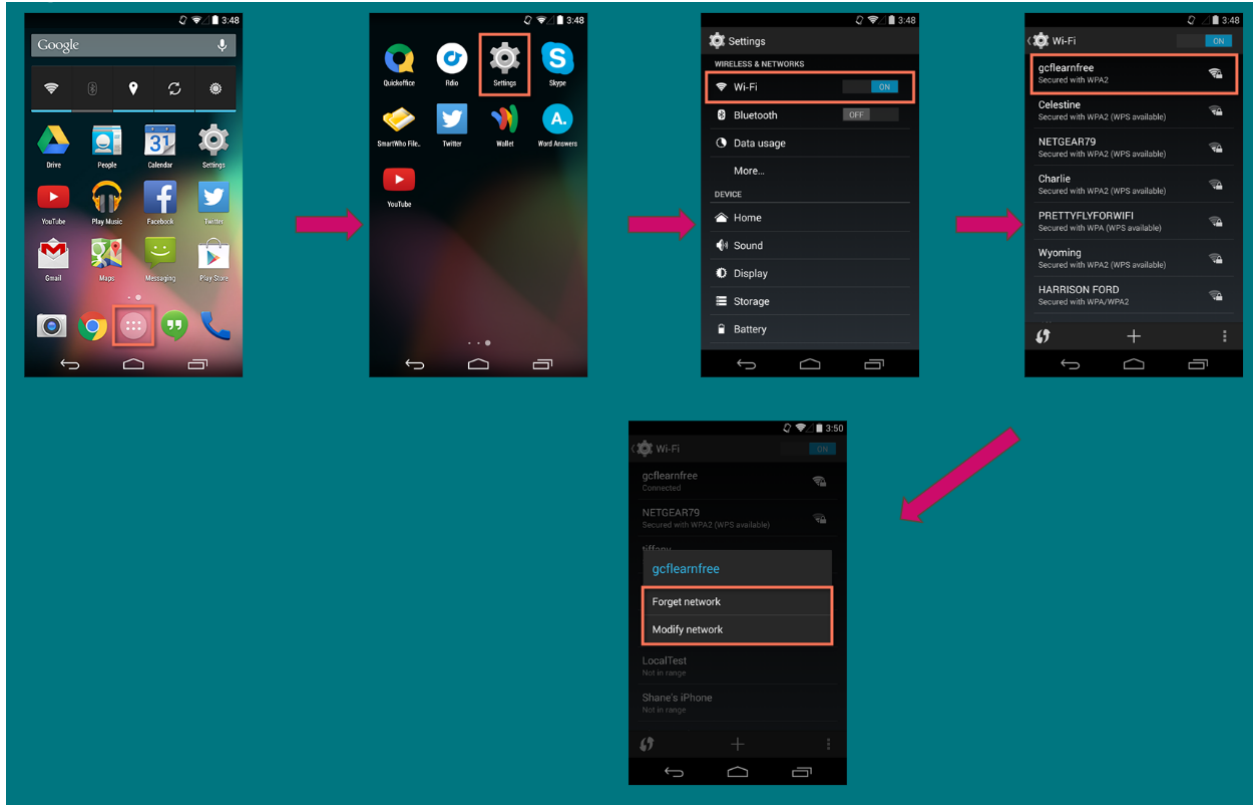 3:48
Google
Drive
People
31
Calendar
Settings
YouTube
Play Music
Facebook
Twitter
Gmail
Maps
Messaging
Play Store
3:48
Quickoffice
Rdio
Settings
Skype
SmartWho File..
Twitter
Wallet
Word Answers
YouTube
3:48
Settings
WIRELESS & NETWORKS
Wi-Fi ON
Bluetooth OFF
Data usage
More...
DEVICE
Home
Sound
Display
Storage
Battery
3:48
Wi-Fi ON
gcflearnfree
Secured with WPA2
Celestine
Secured with WPA2 (WPS available)
NETGEAR79
Secured with WPA2 (WPS available)
Charlie
Secured with WPA2 (WPS available)
PRETTYFLYFORWIFI
Secured with WPA (WPS available)
Wyoming
Secured with WPA2 (WPS available)
HARRISON FORD
Secured with WPA/WPA2
3:50
Wi-Fi ON
gcflearnfree
Connected
NETGEAR79
Secured with WPA2 (WPS available)
gcflearnfree
Forget network
Modify network
LocalTest
Not in range
Shane's iPhone
Not in range